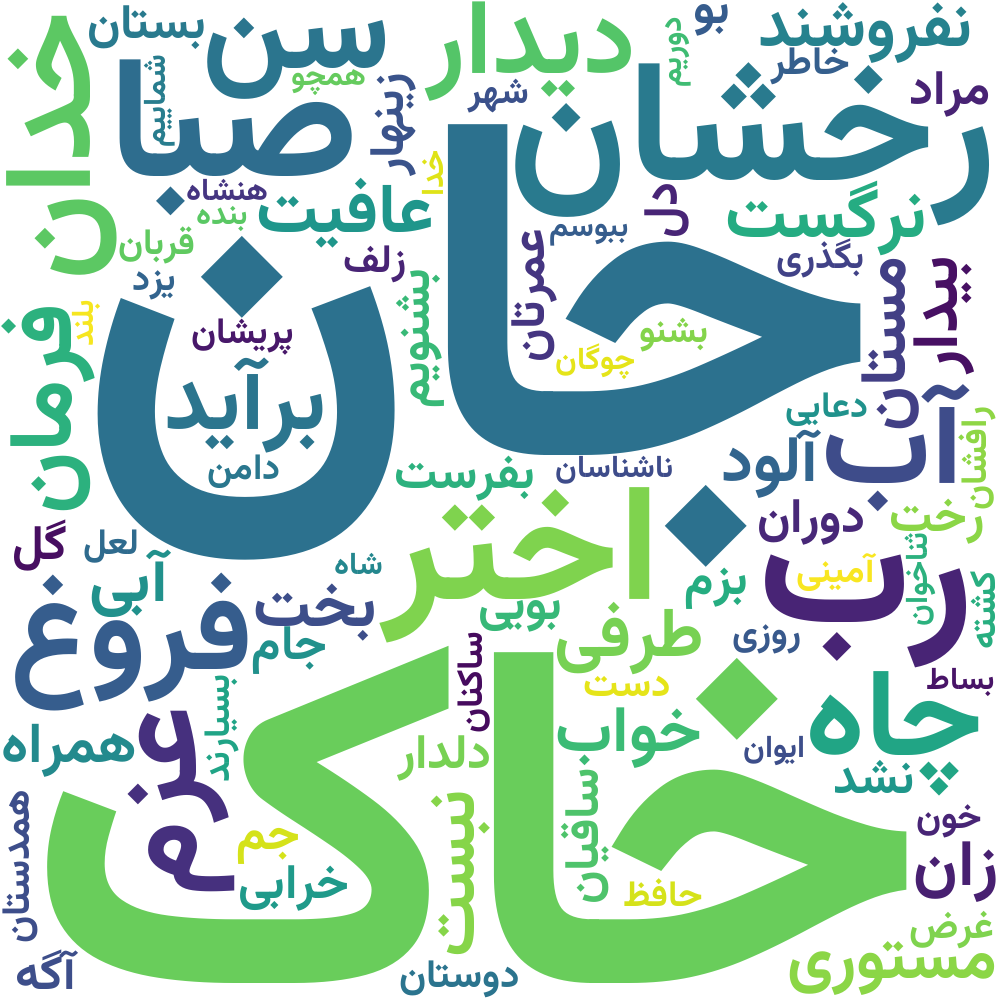 نفروشند
بو
دیدار
سن
بستان
خدان
دوریم
همچو
خاطر
شهر
زینهار
شماییم
مراد
رخشان
صبا
خدا
دل
هنشاه
بنده
عافیت
نرگست
ببوسم
قربان
زلف
بگذری
یزد
عمرتان
مستان
بیدار
بشنویم
جان
فرمان
بلند
پریشان
بشنو
چوگان
برآید
دعایی
آب
رافشان
آلود
ناشناسان
دامن
بفرست
رخت
دوران
اختر
گل
لعل
شاه
آبی
بخت
بویی
بزم
آمینی
رب
ثناخوان
کشته
فروغ
جام
طرفی
روزی
ساکنان
دست
بساط
بسیارند
همراه
عزم
دلدار
خواب
ایوان
چاه
نشد
خاک
همدستان
جم
خرابی
نبست
ساقیان
حافظ
خون
زان
غرض
مستوری
دوستان
آگه